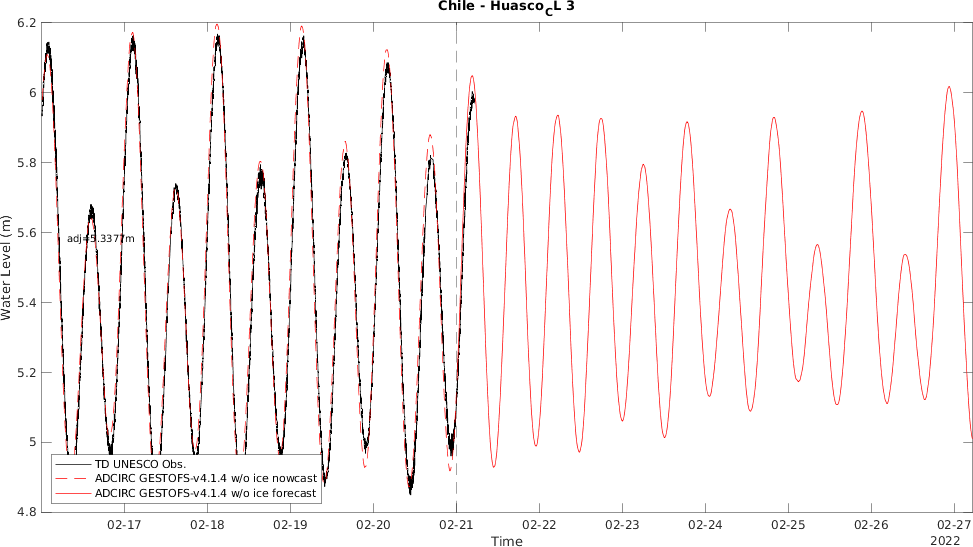 Chile - Huasco_CL 3
6.2
6
5.8
5.6
5.4
5.2
5
4.8
Water Level (m)
adj=5.3377m
TD UNESCO Obs.
ADCIRC GESTOFS-v4.1.4 w/o ice nowcast
ADCIRC GESTOFS-v4.1.4 w/o ice forecast
02-17 02-18 02-19 02-20 02-21 02-22 02-23 02-24 02-25 02-26 02-27
Time 2022